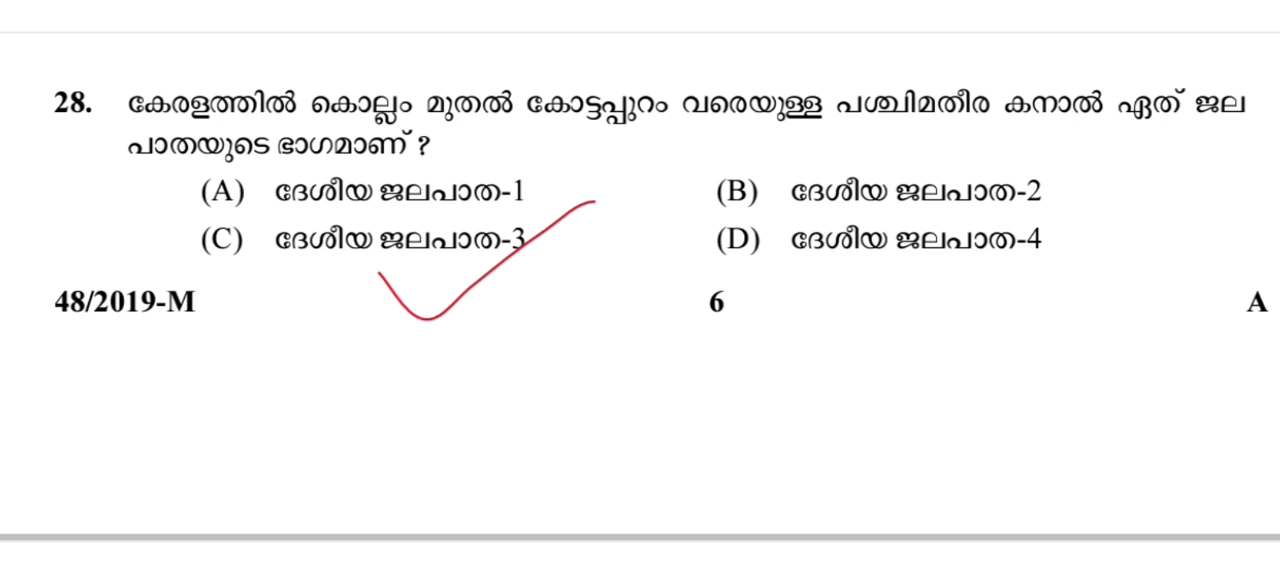 28. കേരളത്തിൽ കൊല്ലം മുതൽ കോട്ടപ്പുറം വരെയുള്ള പശ്ചിമതീര കനാൽ ഏത് ജല
പാതയുടെ ഭാഗമാണ് ?
(A) ദേശീയ ജലപാത-1 (B) ദേശീയ ജലപാത-2
(C) ദേശീയ ജലപാത-3 (D) ദേശീയ ജലപാത-4
48/2019-M 6 A